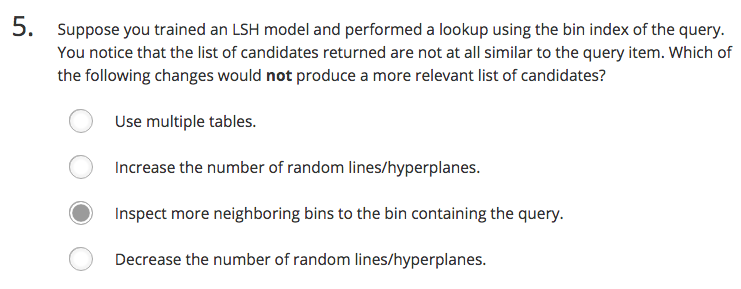 5. Suppose you trained an LSH model and performed a lookup using the bin index of the query.
You notice that the list of candidates returned are not at all similar to the query item. Which of
the following changes would not produce a more relevant list of candidates?
Use multiple tables.
Increase the number of random lines/hyperplanes.
Inspect more neighboring bins to the bin containing the query.
Decrease the number of random lines/hyperplanes.